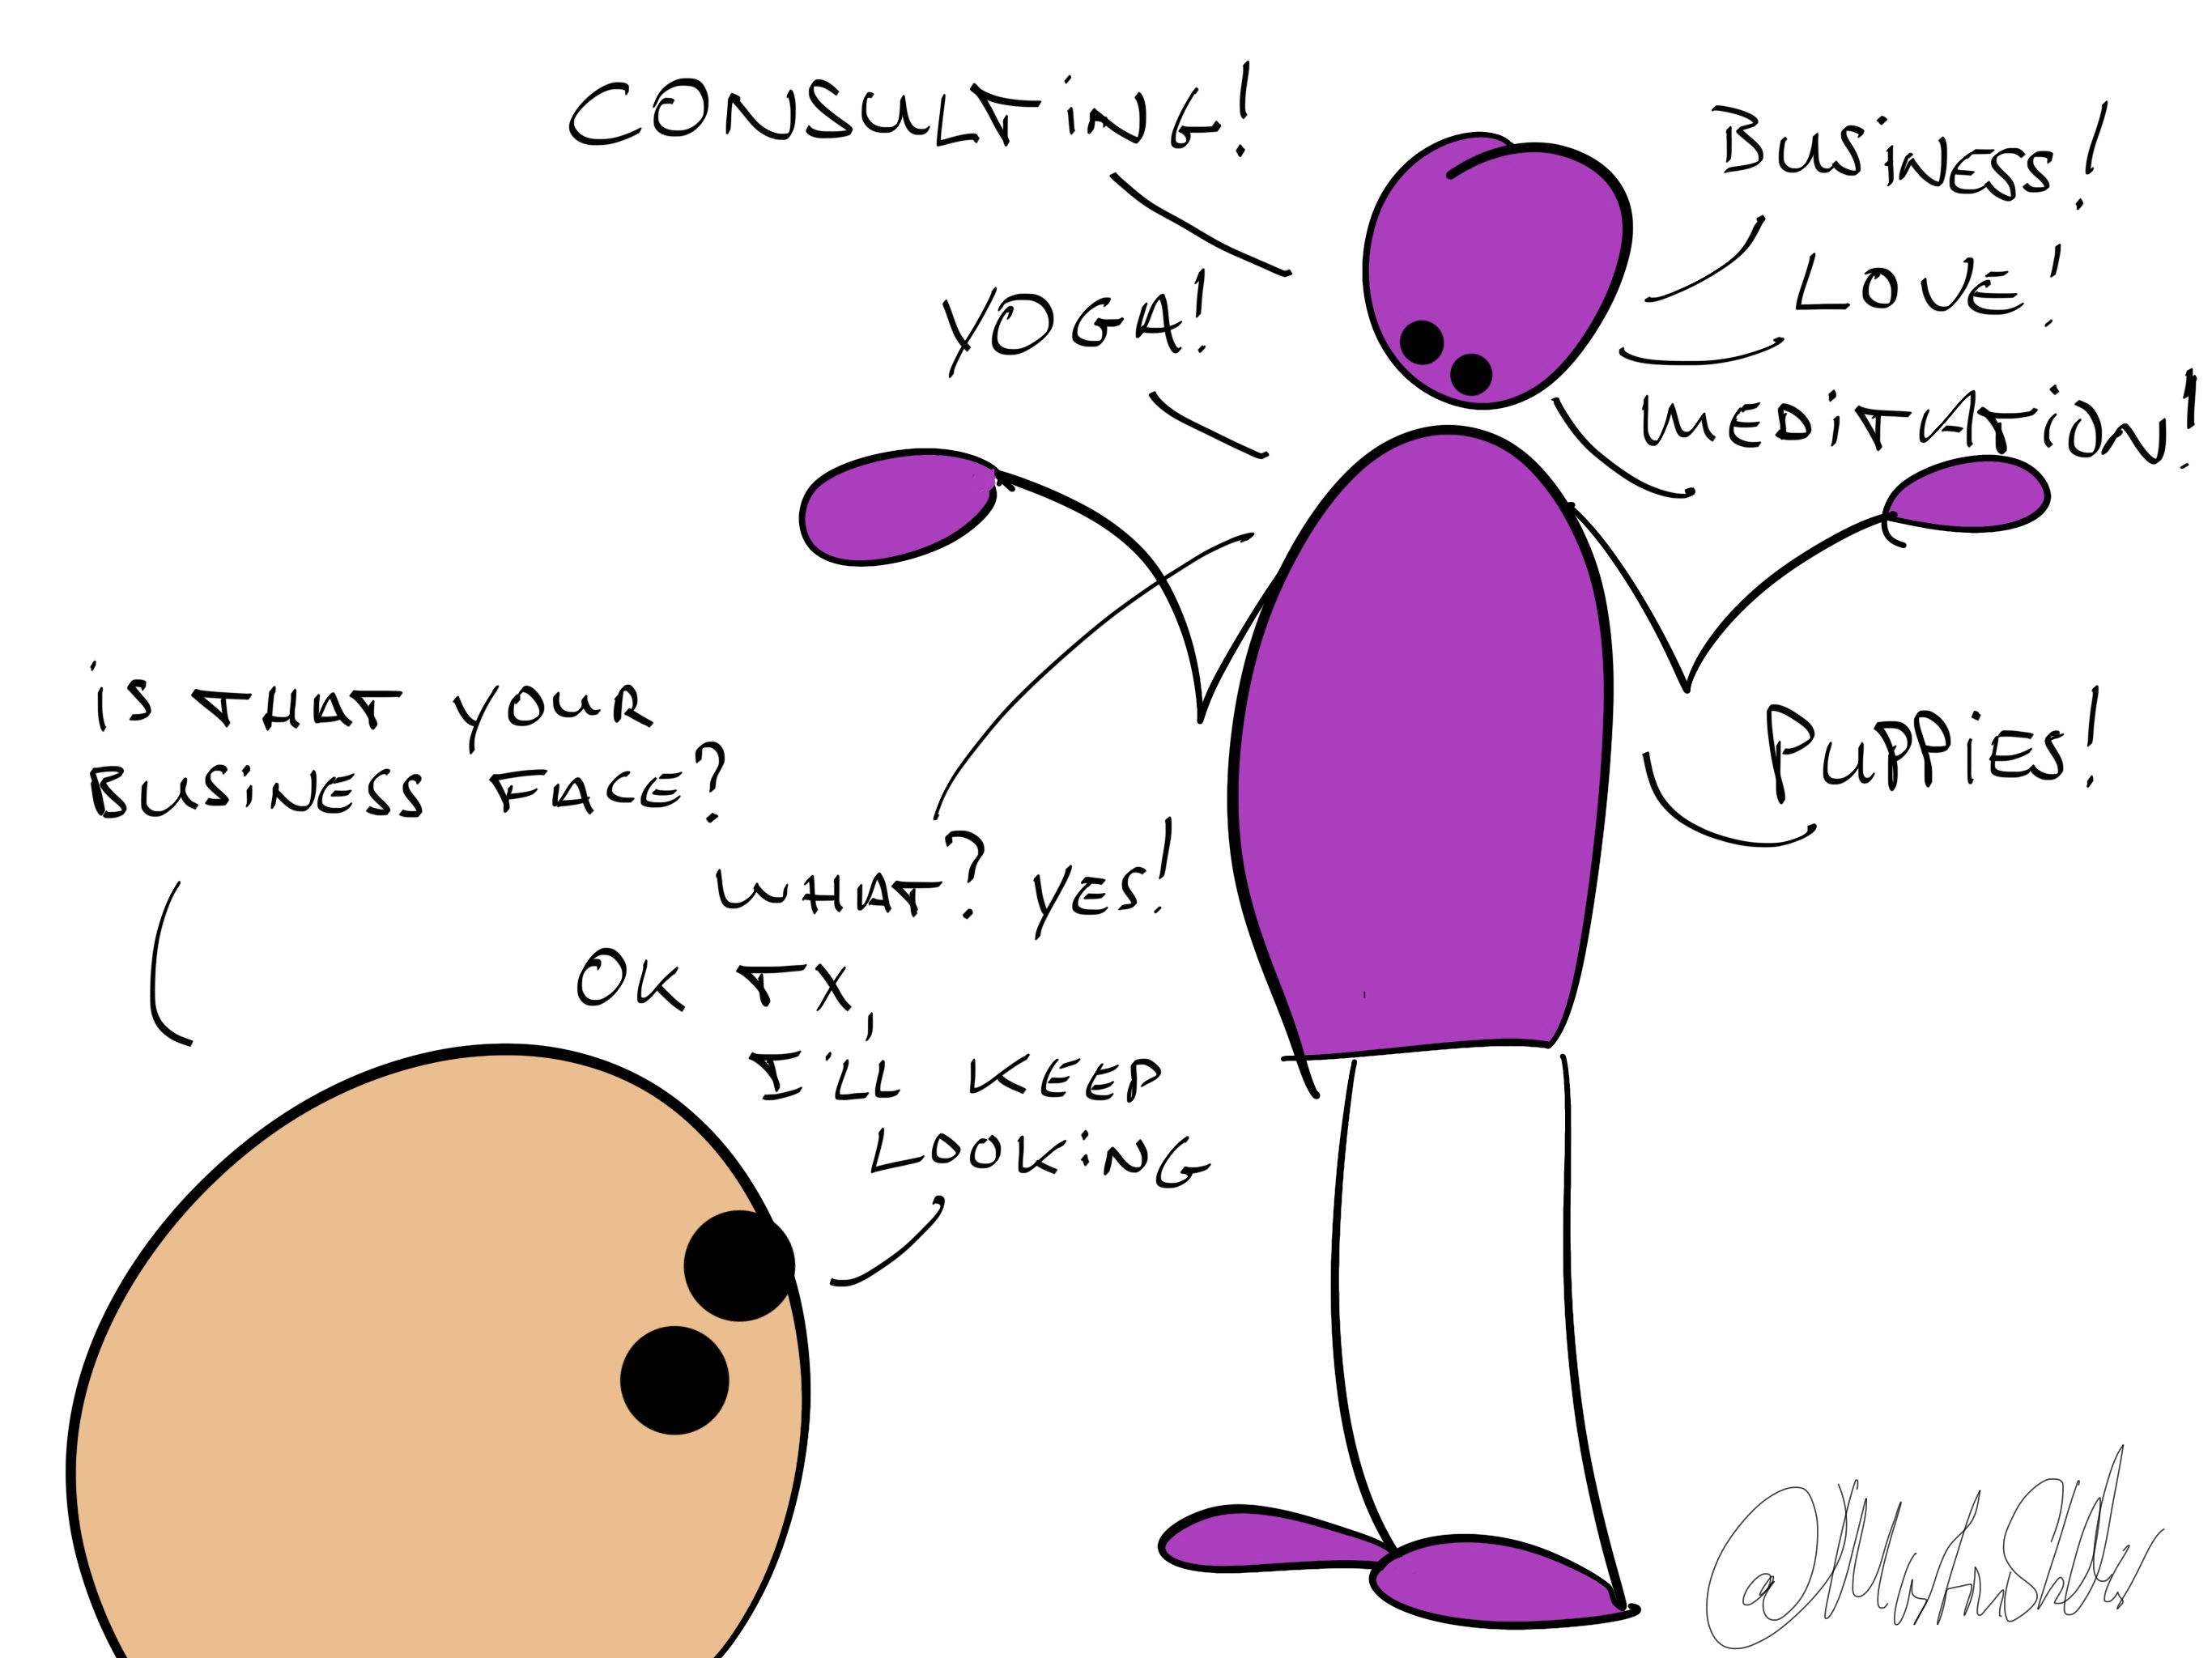 CONSULTING!
BUSINESS!
YOGA!
LOVE!
MEDITATION!
PUPPIES!
IS THAT YOUR
BUSINESS FACE?
WHAT? YES!
OK TX,
I'LL KEEP
LOOKING